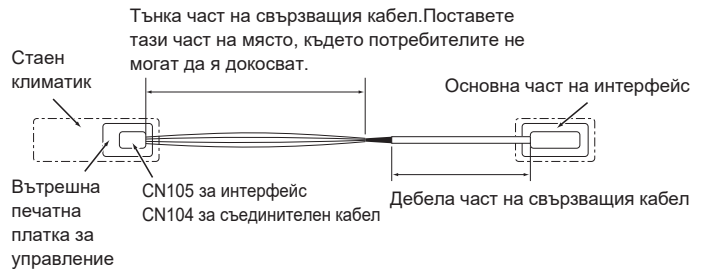 Тънка част на свързващия кабел.Поставете
тази част на място, където потребителите не
могат да я докосват.
Стаен
климатик
Основна част на интерфейс
Вътрешна
печатна
платка за
управление
CN105 за интерфейс
CN104 за съединителен кабел
Дебела част на свързващия кабел